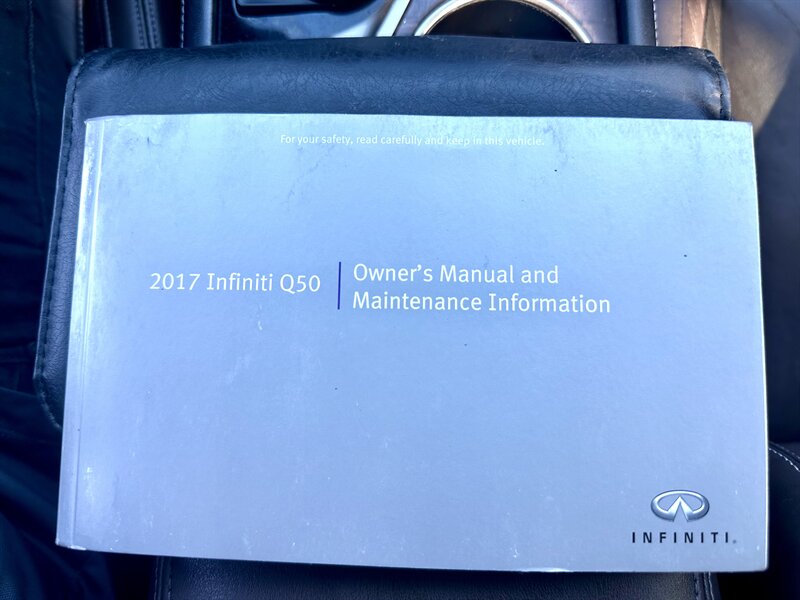 For your safety, read carefully and keep in this vehicle.
2017 Infiniti Q50
Owner's Manual and
Maintenance Information
INFINITI®